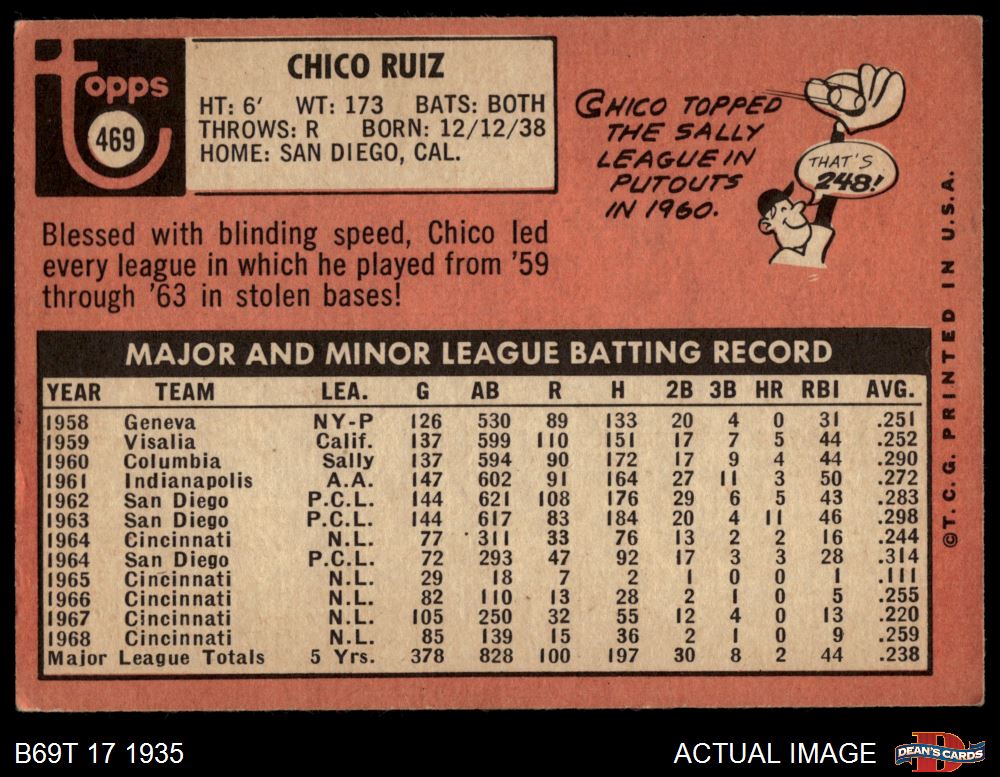 Topps
469
CHICO RUIZ
HT: 6' WT: 173 BATS: BOTH
THROWS: R BORN: 12/12/38
HOME: SAN DIEGO, CAL.
CHICO TOPPED
THE SALLY
LEAGUE IN
PUTOUTS
IN 1960.
THAT'S
248!
Blessed with blinding speed, Chico led
every league in which he played from '59
through '63 in stolen bases!
MAJOR AND MINOR LEAGUE BATTING RECORD
YEAR TEAM LEA. G AB R H 2B 3B HR RBI AVG.
1958 Geneva NY-P 126 530 89 133 20 4 0 31 .251
1959 Visalia Calif. 137 599 110 151 17 7 5 44 .252
1960 Columbia Sally 137 594 90 172 17 9 4 44 .290
1961 Indianapolis A.A. 147 602 91 164 27 11 3 50 .272
1962 San Diego P.C.L. 144 621 108 176 29 6 5 43 .283
1963 San Diego P.C.L. 144 617 83 184 20 4 11 46 .298
1964 Cincinnati N.L. 77 311 33 76 13 2 2 16 .244
1964 San Diego P.C.L. 72 293 47 92 17 3 3 28 .314
1965 Cincinnati N.L. 29 18 7 2 1 0 0 1 .111
1966 Cincinnati N.L. 82 110 13 28 2 1 0 5 .255
1967 Cincinnati N.L. 105 250 32 55 12 4 0 13 .220
1968 Cincinnati N.L. 85 139 15 36 2 1 0 9 .259
Major League Totals 5 Yrs. 378 828 100 197 30 8 2 44 .238
©T.C.G. PRINTED IN U.S.A.
B69T 17 1935
ACTUAL IMAGE
D
DEAN'S CARDS